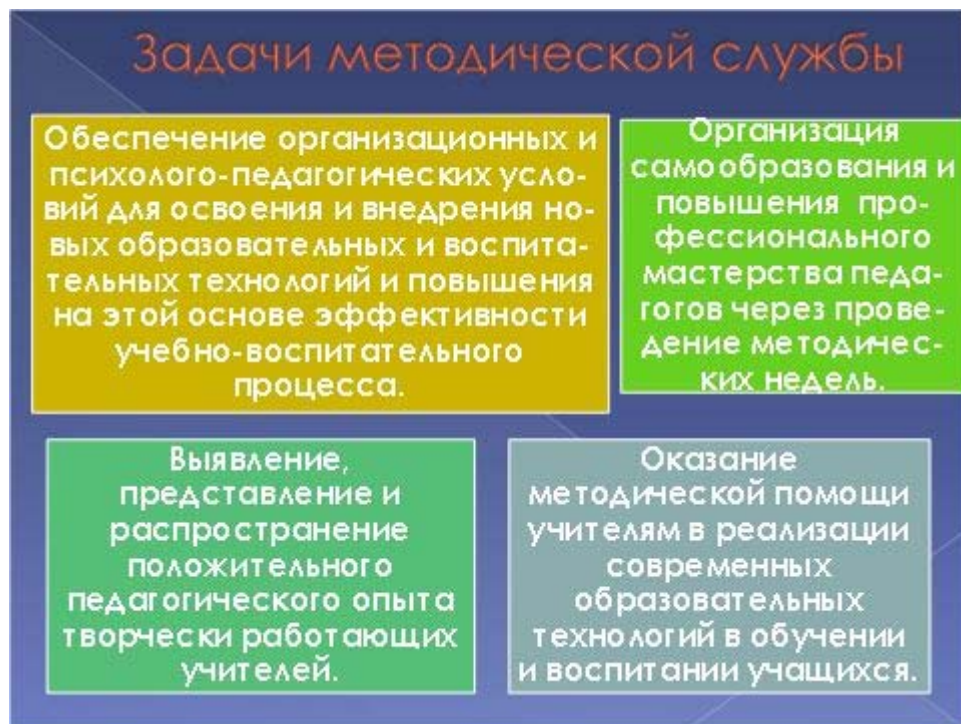 Задачи методической службы
Обеспечение организационных и
психолого-педагогических усло-
вий для освоения и внедрения но-
вых образовательных и воспита-
тельных технологий и повышения
на этой основе эффективности
учебно-воспитательного
процесса.
Организация
самообразования и
повышения про-
фессионального
мастерства педа-
гогов через прове-
дение методичес-
ких недель.
Выявление,
представление и
распространение
положительного
педагогического опыта
творчески работающих
учителей.
Оказание
методической помощи
учителям в реализации
современных
образовательных
технологий в обучении
и воспитании учащихся.